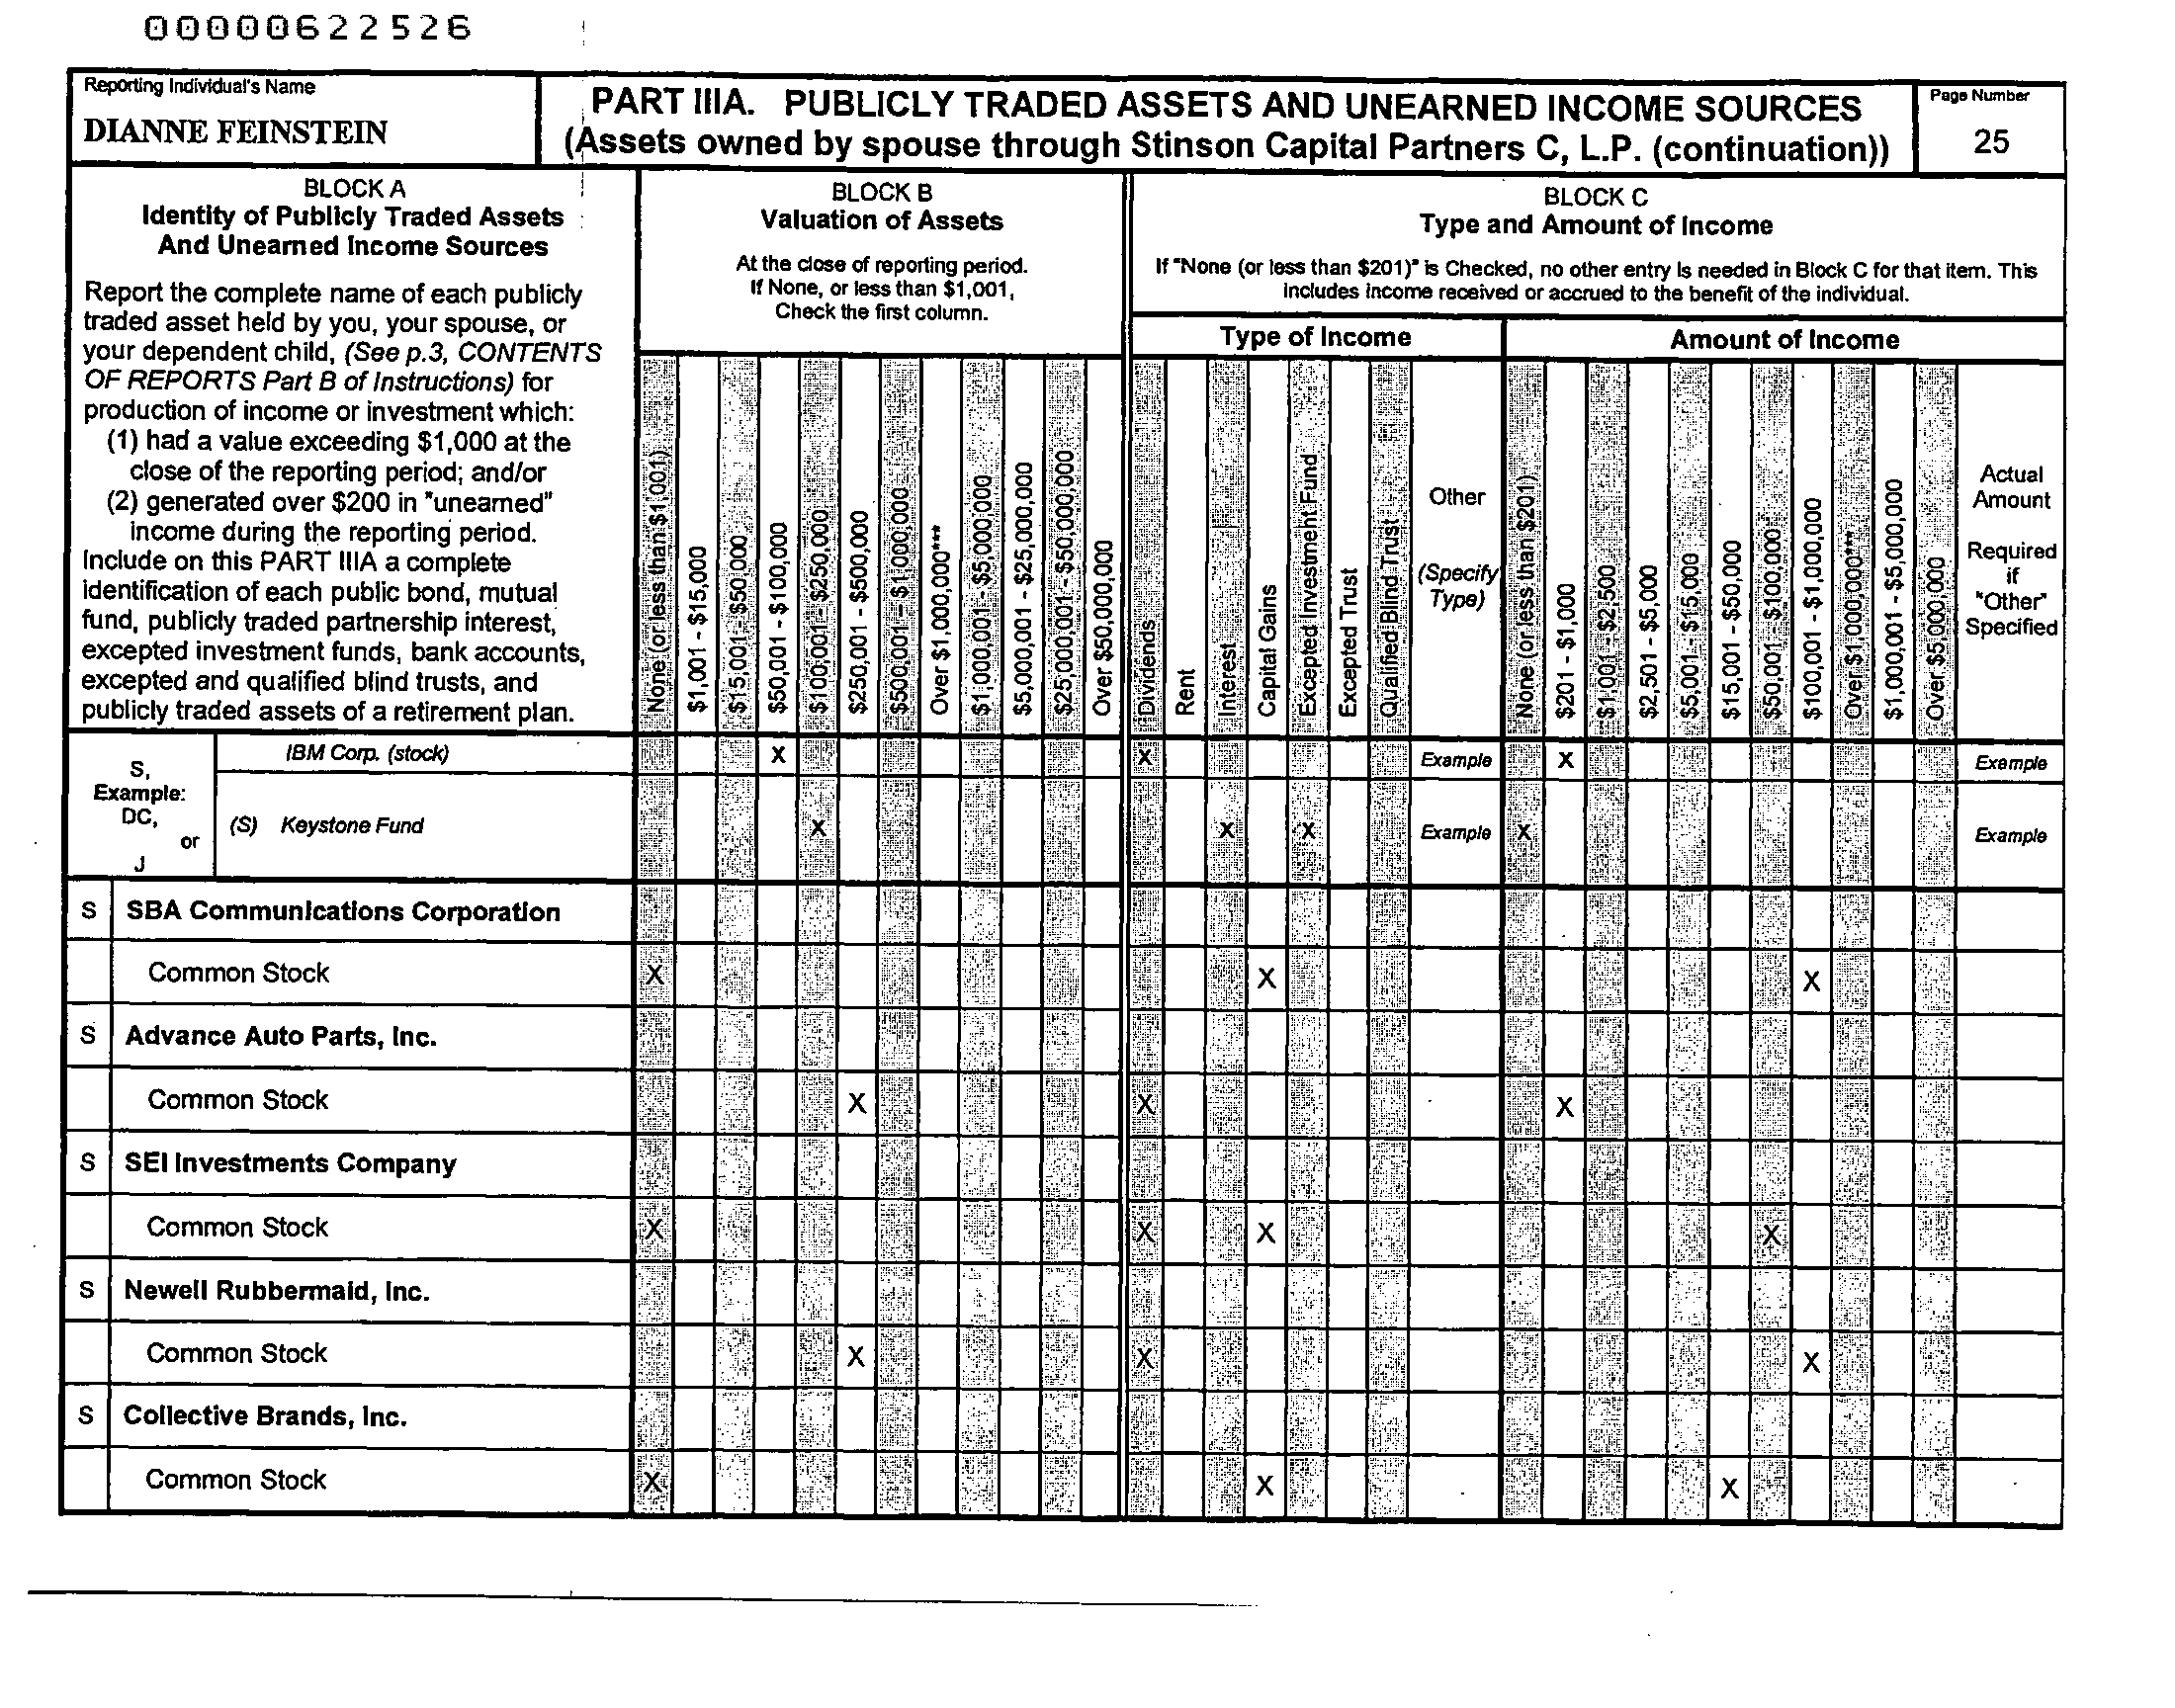 00000622526
Reporting Individual's Name
DIANNE FEINSTEIN
PART IIIA. PUBLICLY TRADED ASSETS AND UNEARNED INCOME SOURCES
(Assets owned by spouse through Stinson Capital Partners C, L.P. (continuation))
Page Number
25
BLOCK A
Identity of Publicly Traded Assets
And Unearned Income Sources
Report the complete name of each publicly
traded asset held by you, your spouse, or
your dependent child, (See p.3, CONTENTS
OF REPORTS Part B of Instructions) for
production of income or investment which:
(1) had a value exceeding $1,000 at the
close of the reporting period; and/or
(2) generated over $200 in "unearned"
income during the reporting period.
Include on this PART IIIA a complete
identification of each public bond, mutual
fund, publicly traded partnership interest,
excepted investment funds, bank accounts,
excepted and qualified blind trusts, and
publicly traded assets of a retirement plan.
BLOCK B
Valuation of Assets
At the close of reporting period.
If None, or less than $1,001,
Check the first column.
None (or less than $1,001)
$1,001 - $15,000
$15,001 - $50,000
$50,001 - $100,000
$100,001 - $250,000
$250,001 - $500,000
$500,001 - $1,000,000
Over $1,000,000***
$1,000,001 - $5,000,000
$5,000,001 - $25,000,000
$25,000,001 - $50,000,000
Over $50,000,000
BLOCK C
Type and Amount of Income
If "None (or less than $201)" is Checked, no other entry is needed in Block C for that item. This
includes income received or accrued to the benefit of the individual.
Type of Income
Dividends
Rent
Interest
Capital Gains
Excepted Investment Fund
Excepted Trust
Qualified Blind Trust
Other
(Specify
Type)
Amount of Income
None (or less than $201)
$201 - $1,000
$1,001 - $2,500
$2,501 - $5,000
$5,001 - $15,000
$15,001 - $50,000
$50,001 - $100,000
$100,001 - $1,000,000
Over $1,000,000***
$1,000,001 - $5,000,000
Over $5,000,000
Actual
Amount
Required
if
"Other"
Specified
S,
Example:
DC,
or
J
IBM Corp. (stock) X X Example X Example
(S) Keystone Fund X X X Example X Example
S SBA Communications Corporation
Common Stock X X X
S Advance Auto Parts, Inc.
Common Stock X X X
S SEI Investments Company
Common Stock X X X X
S Newell Rubbermaid, Inc.
Common Stock X X X
S Collective Brands, Inc.
Common Stock X X X